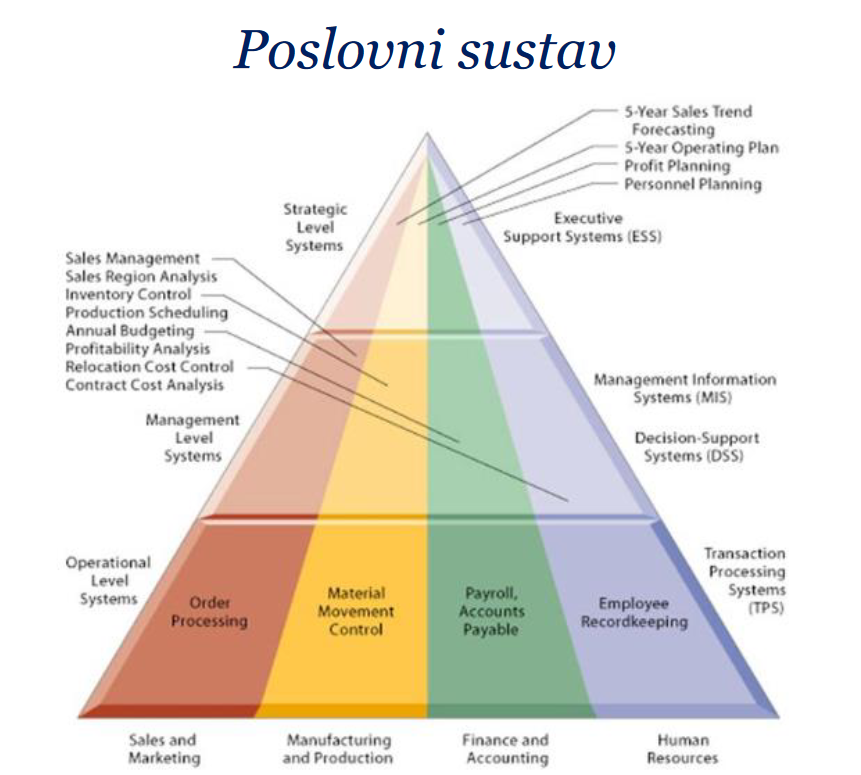 Poslovni sustav
5-Year Sales Trend
Forecasting
5-Year Operating Plan
Profit Planning
Personnel Planning
Strategic
Level
Systems
Executive
Support Systems (ESS)
Sales Management
Sales Region Analysis
Inventory Control
Production Scheduling
Annual Budgeting
Profitability Analysis
Relocation Cost Control
Contract Cost Analysis
Management
Level
Systems
Management Information
Systems (MIS)
Decision-Support
Systems (DSS)
Operational
Level
Systems
Transaction
Processing
Systems
(TPS)
Order
Processing
Material
Movement
Control
Payroll,
Accounts
Payable
Employee
Recordkeeping
Sales and
Marketing
Manufacturing
and Production
Finance and
Accounting
Human
Resources